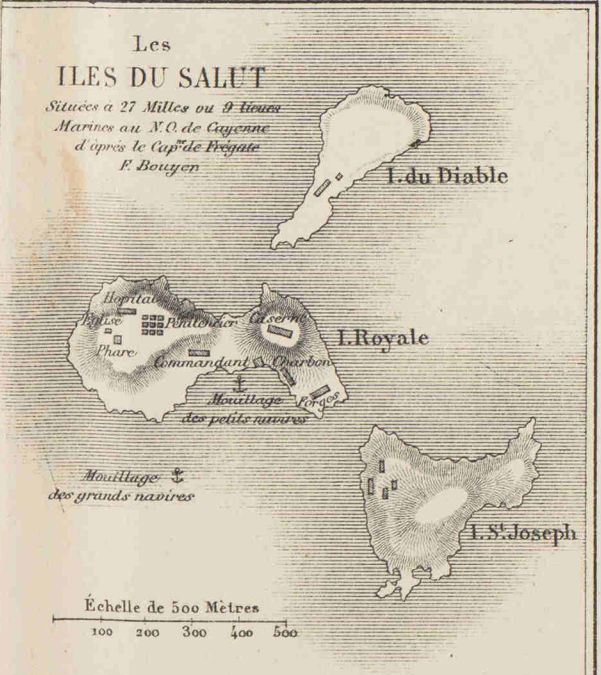 Les
ILES DU SALUT
Situées à 27 Milles ou 9 lieues
Marines au N.O. de Cayenne
d'après le Cap.ne de Frégate
F. Bouyer
I. du Diable
Hopital
Eglise
Pénitencier
Phare
Caserne
I. Royale
Commandant
Charbon
Forges
Mouillage
des petits navires
Mouillage
des grands navires
I. St. Joseph
Échelle de 500 Mètres
100 200 300 400 500